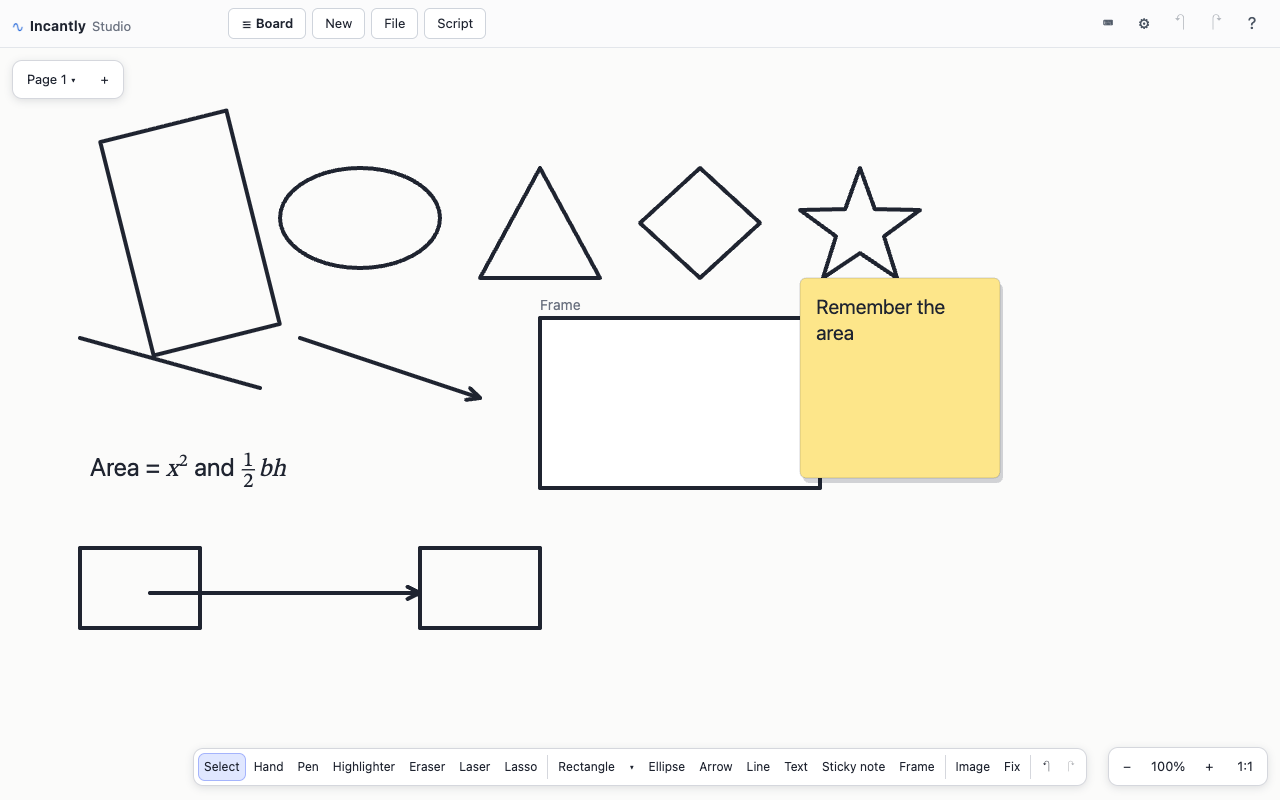 Incantly Studio
≡ Board New File Script
?
Page 1 +
Frame
Remember the
area
Area = x² and 1/2 bh
Select Hand Pen Highlighter Eraser Laser Lasso Rectangle Ellipse Arrow Line Text Sticky note Frame Image Fix
− 100% + 1:1